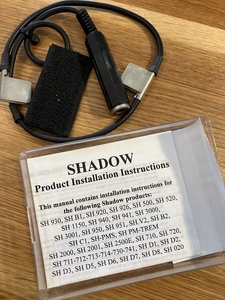 SHADOW
Product Installation Instructions
This manual contains installation instructions for
the following Shadow products:
SH 930, SH B1, SH 920, SH 926, SH 500, SH 520,
SH 1150, SH 940, SH 941, SH 3000,
SH 3001, SH 950, SH 951, SH V2, SH B2,
SH C1, SH-PMS, SH PM-TREM
SH 2000, SH 2001, SH 2500E, SH 710, SH 720,
SH 711-712-713-714-730-741, SH D1, SH D2,
SH D3, SH D5, SH D6, SH D7, SH D8, SH 020